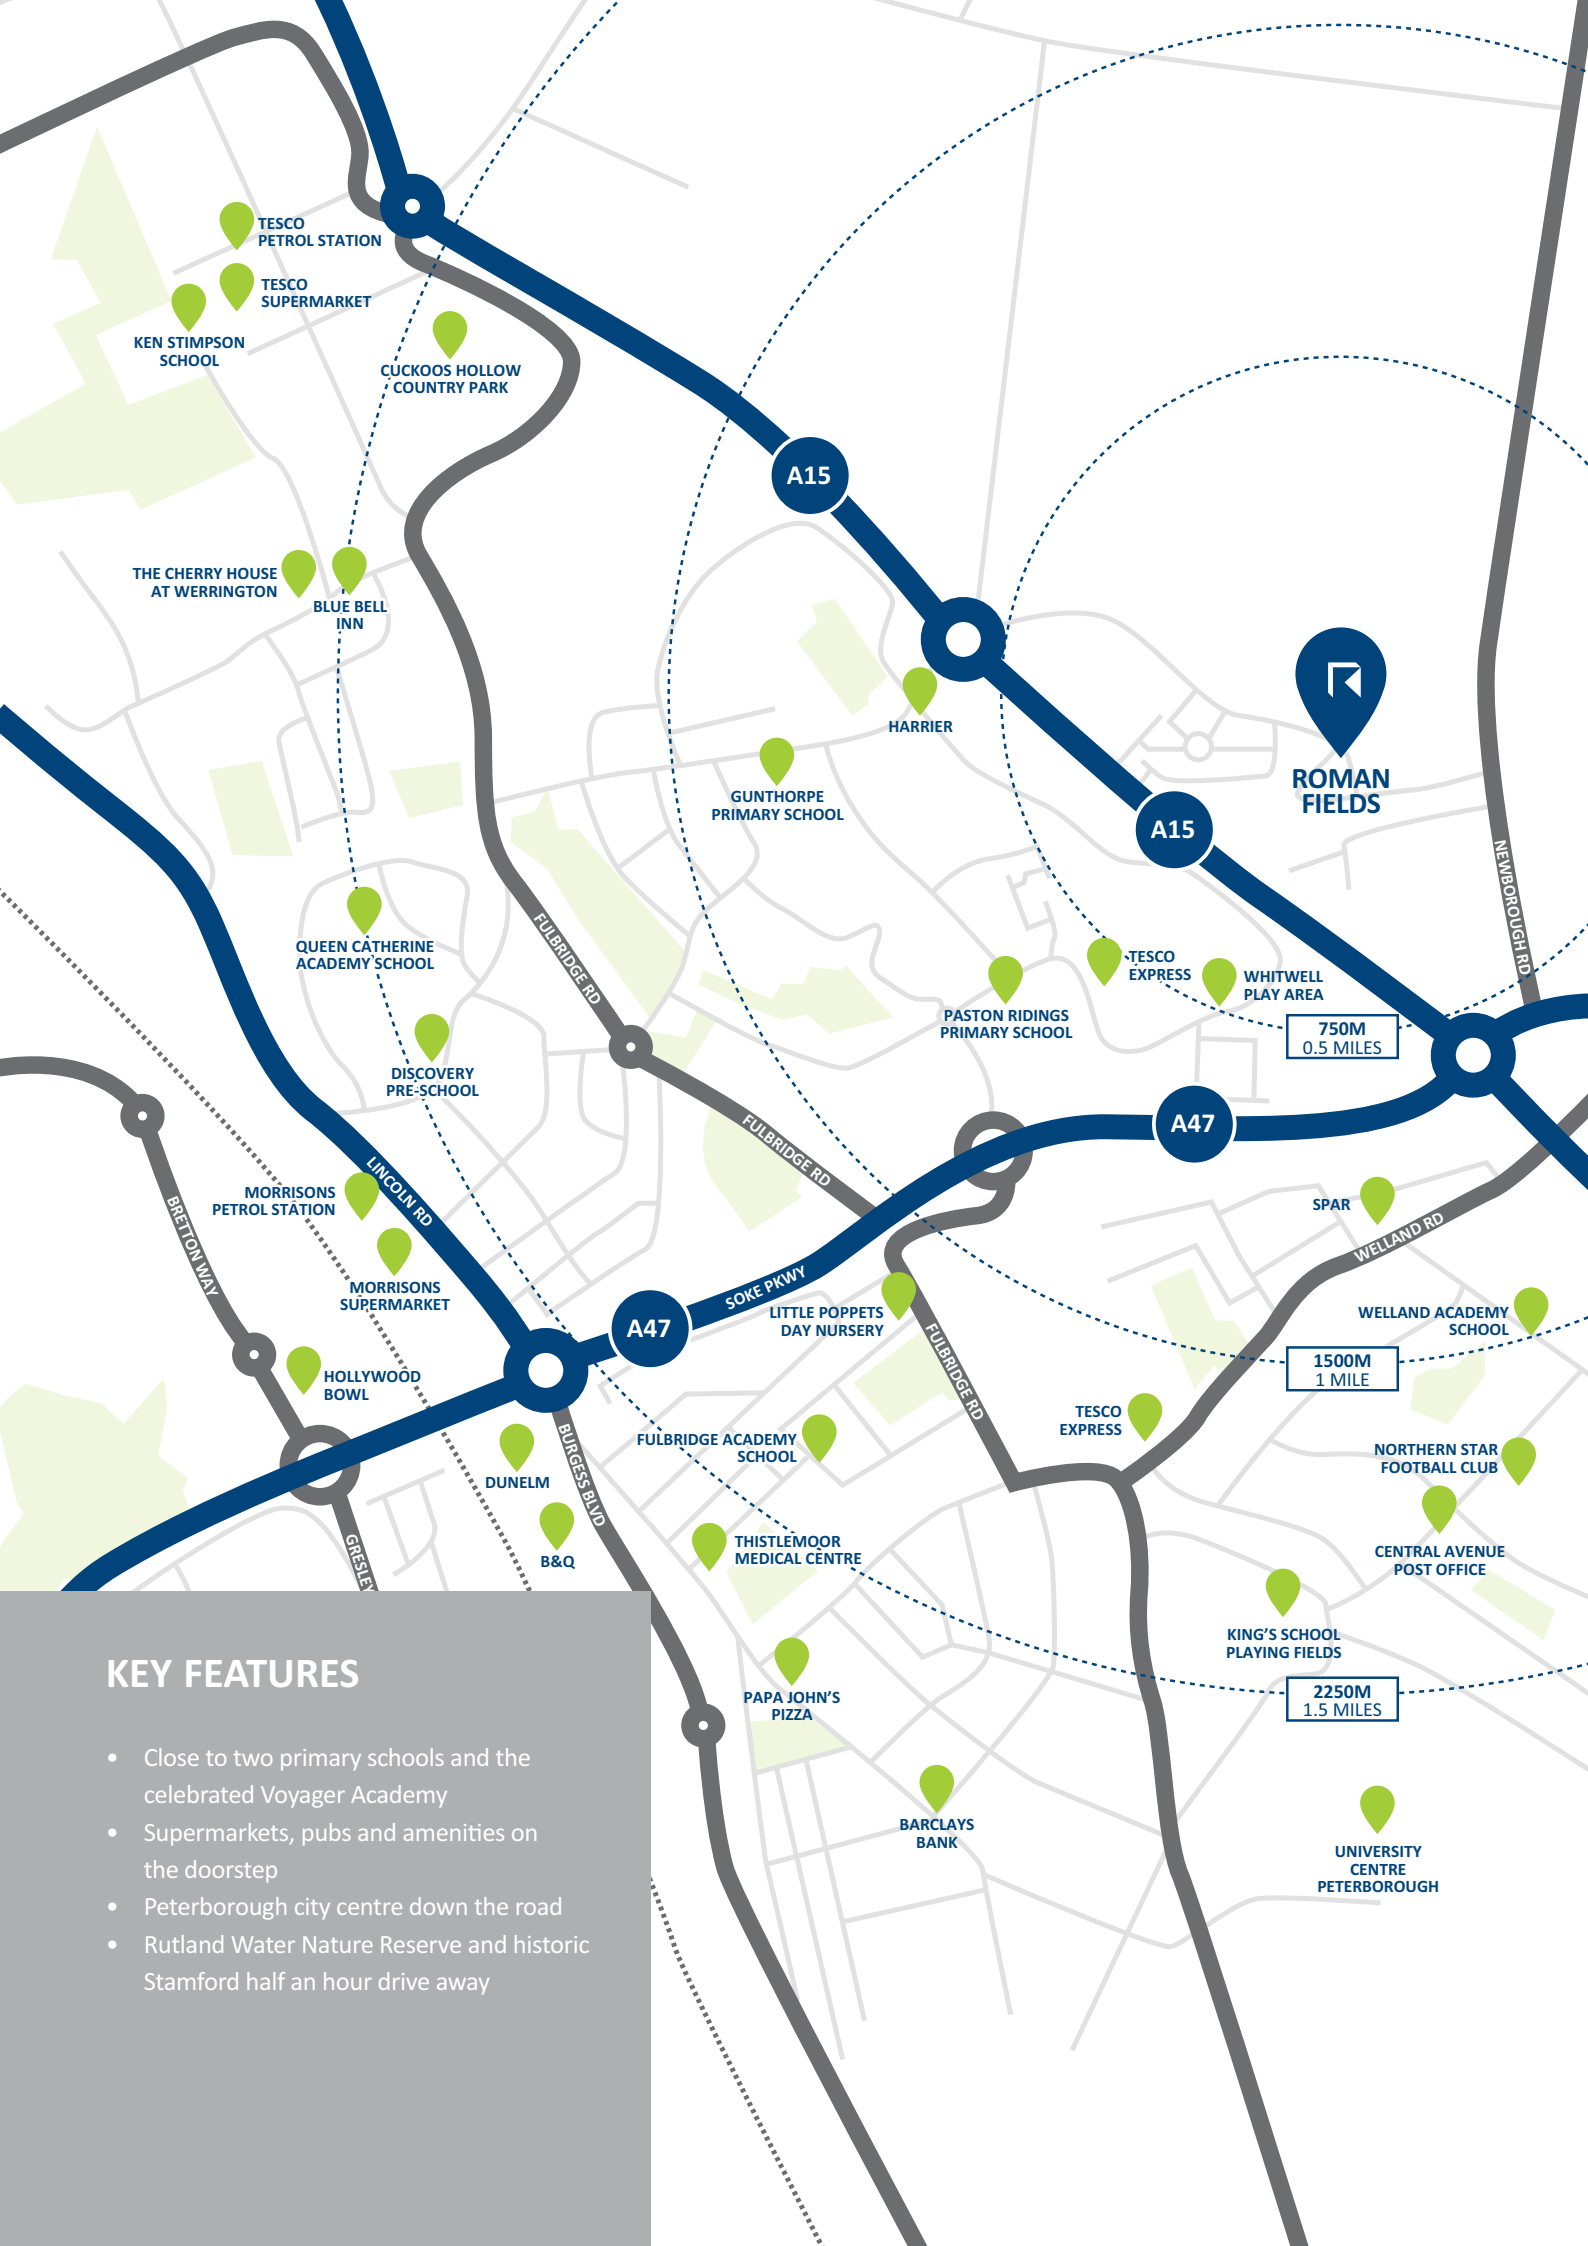 TESCO
PETROL STATION
TESCO
SUPERMARKET
KEN STIMPSON
SCHOOL
CUCKOOS HOLLOW
COUNTRY PARK
A15
THE CHERRY HOUSE
AT WERRINGTON
BLUE BELL
INN
HARRIER
ROMAN
FIELDS
GUNTHORPE
PRIMARY SCHOOL
A15
NEWBOROUGH RD
FULBRIDGE RD
QUEEN CATHERINE
ACADEMY SCHOOL
TESCO
EXPRESS
WHITWELL
PLAY AREA
PASTON RIDINGS
PRIMARY SCHOOL
750M
0.5 MILES
DISCOVERY
PRE-SCHOOL
A47
FULBRIDGE RD
LINCOLN RD
MORRISONS
PETROL STATION
BRETTON WAY
SPAR
WELLAND RD
MORRISONS
SUPERMARKET
SOKE PKWY
A47
LITTLE POPPETS
DAY NURSERY
FULBRIDGE RD
WELLAND ACADEMY
SCHOOL
1500M
1 MILE
HOLLYWOOD
BOWL
TESCO
EXPRESS
FULBRIDGE ACADEMY
SCHOOL
BURGESS BLVD
DUNELM
NORTHERN STAR
FOOTBALL CLUB
B&Q
GRESLEY
THISTLEMOOR
MEDICAL CENTRE
CENTRAL AVENUE
POST OFFICE
KING'S SCHOOL
PLAYING FIELDS
PAPA JOHN'S
PIZZA
2250M
1.5 MILES
BARCLAYS
BANK
UNIVERSITY
CENTRE
PETERBOROUGH
KEY FEATURES
• Close to two primary schools and the
celebrated Voyager Academy
• Supermarkets, pubs and amenities on
the doorstep
• Peterborough city centre down the road
• Rutland Water Nature Reserve and historic
Stamford half an hour drive away